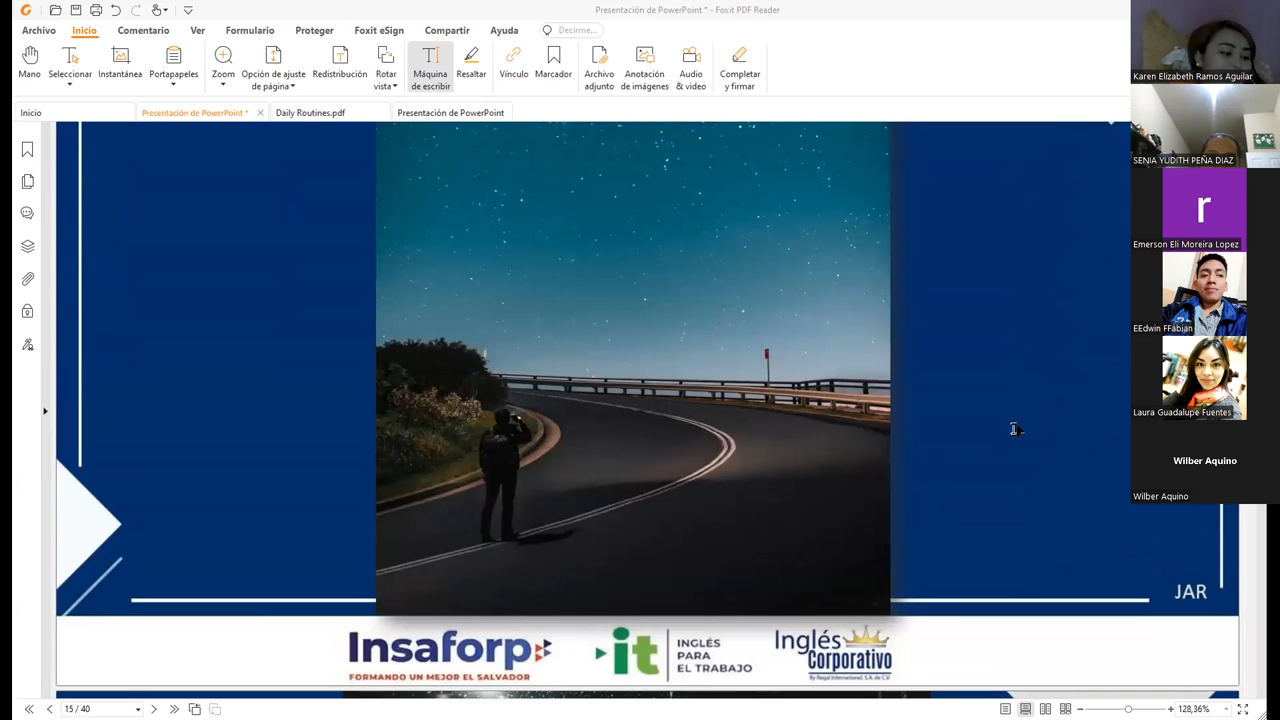 Presentación de PowerPoint * - Foxit PDF Reader
Archivo Inicio Comentario Ver Formulario Proteger Foxit eSign Compartir Ayuda Decirme...
Mano Seleccionar Instantánea Portapapeles Zoom Opción de ajuste de página Redistribución Rotar vista Máquina de escribir Resaltar Vínculo Marcador Archivo adjunto Anotación de imágenes Audio & video Completar y firmar
Inicio Presentación de PowerPoint * Daily Routines.pdf Presentación de PowerPoint
Karen Elizabeth Ramos Aguilar
SENIA YUDITH PEÑA DIAZ
r
Emerson Eli Moreira Lopez
EEdwin FFabian
Laura Guadalupe Fuentes
Wilber Aquino
Wilber Aquino
JAR
Insaforp
FORMANDO UN MEJOR EL SALVADOR
it
INGLÉS
PARA
EL TRABAJO
Inglés
Corporativo
By Regal International, S.A. de C.V.
15 / 40
128,36%